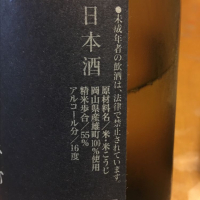 ●未成年者の飲酒は、法律で禁止されています。
日本酒
原材料名/米・米こうじ
岡山県産雄町100%使用
精米歩合/55%
アルコール分/16度